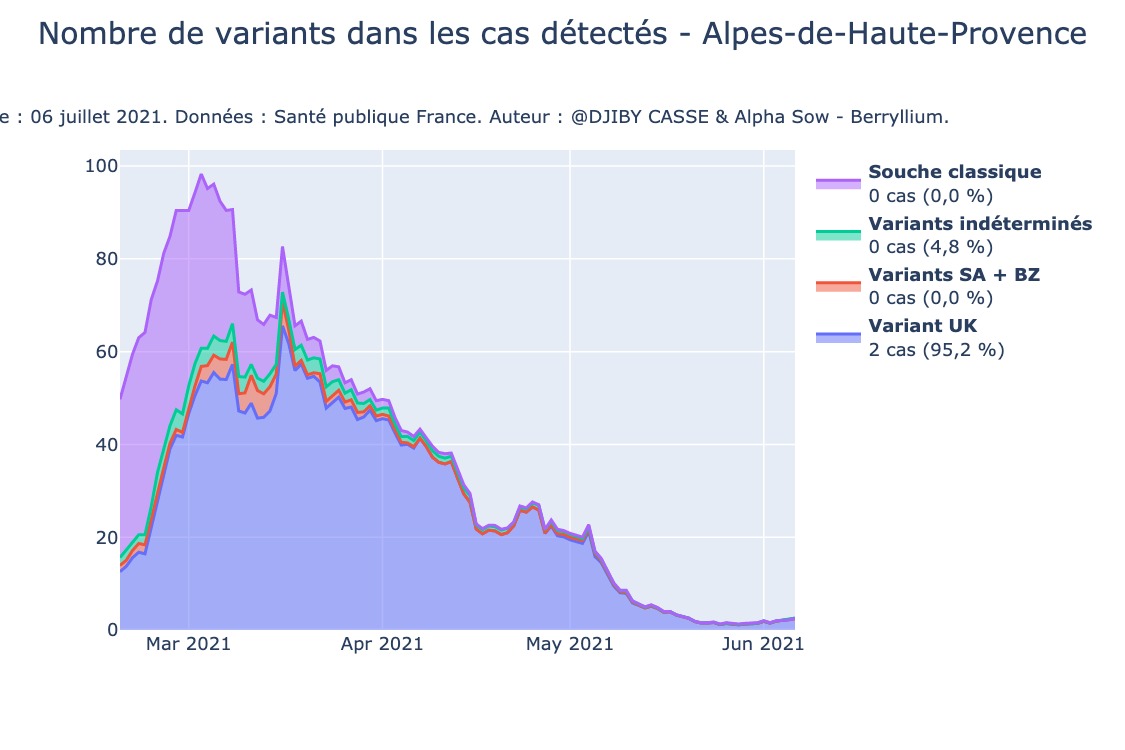 Nombre de variants dans les cas détectés - Alpes-de-Haute-Provence
e : 06 juillet 2021. Données : Santé publique France. Auteur : @DJIBY CASSE & Alpha Sow - Berryllium.
100
80
60
40
20
0
Mar 2021 Apr 2021 May 2021 Jun 2021
Souche classique
0 cas (0,0 %)
Variants indéterminés
0 cas (4,8 %)
Variants SA + BZ
0 cas (0,0 %)
Variant UK
2 cas (95,2 %)